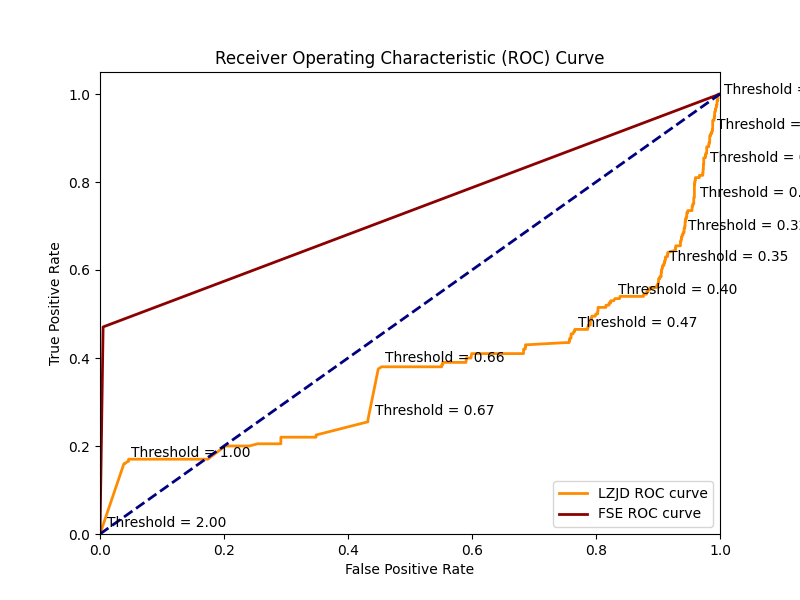 Receiver Operating Characteristic (ROC) Curve
1.0
0.8
0.6
0.4
0.2
0.0
True Positive Rate
Threshold =
Threshold =
Threshold =
Threshold = 0.
Threshold = 0.3
Threshold = 0.35
Threshold = 0.40
Threshold = 0.47
Threshold = 0.66
Threshold = 0.67
Threshold = 1.00
Threshold = 2.00
LZJD ROC curve
FSE ROC curve
0.0
0.2
0.4
0.6
0.8
1.0
False Positive Rate